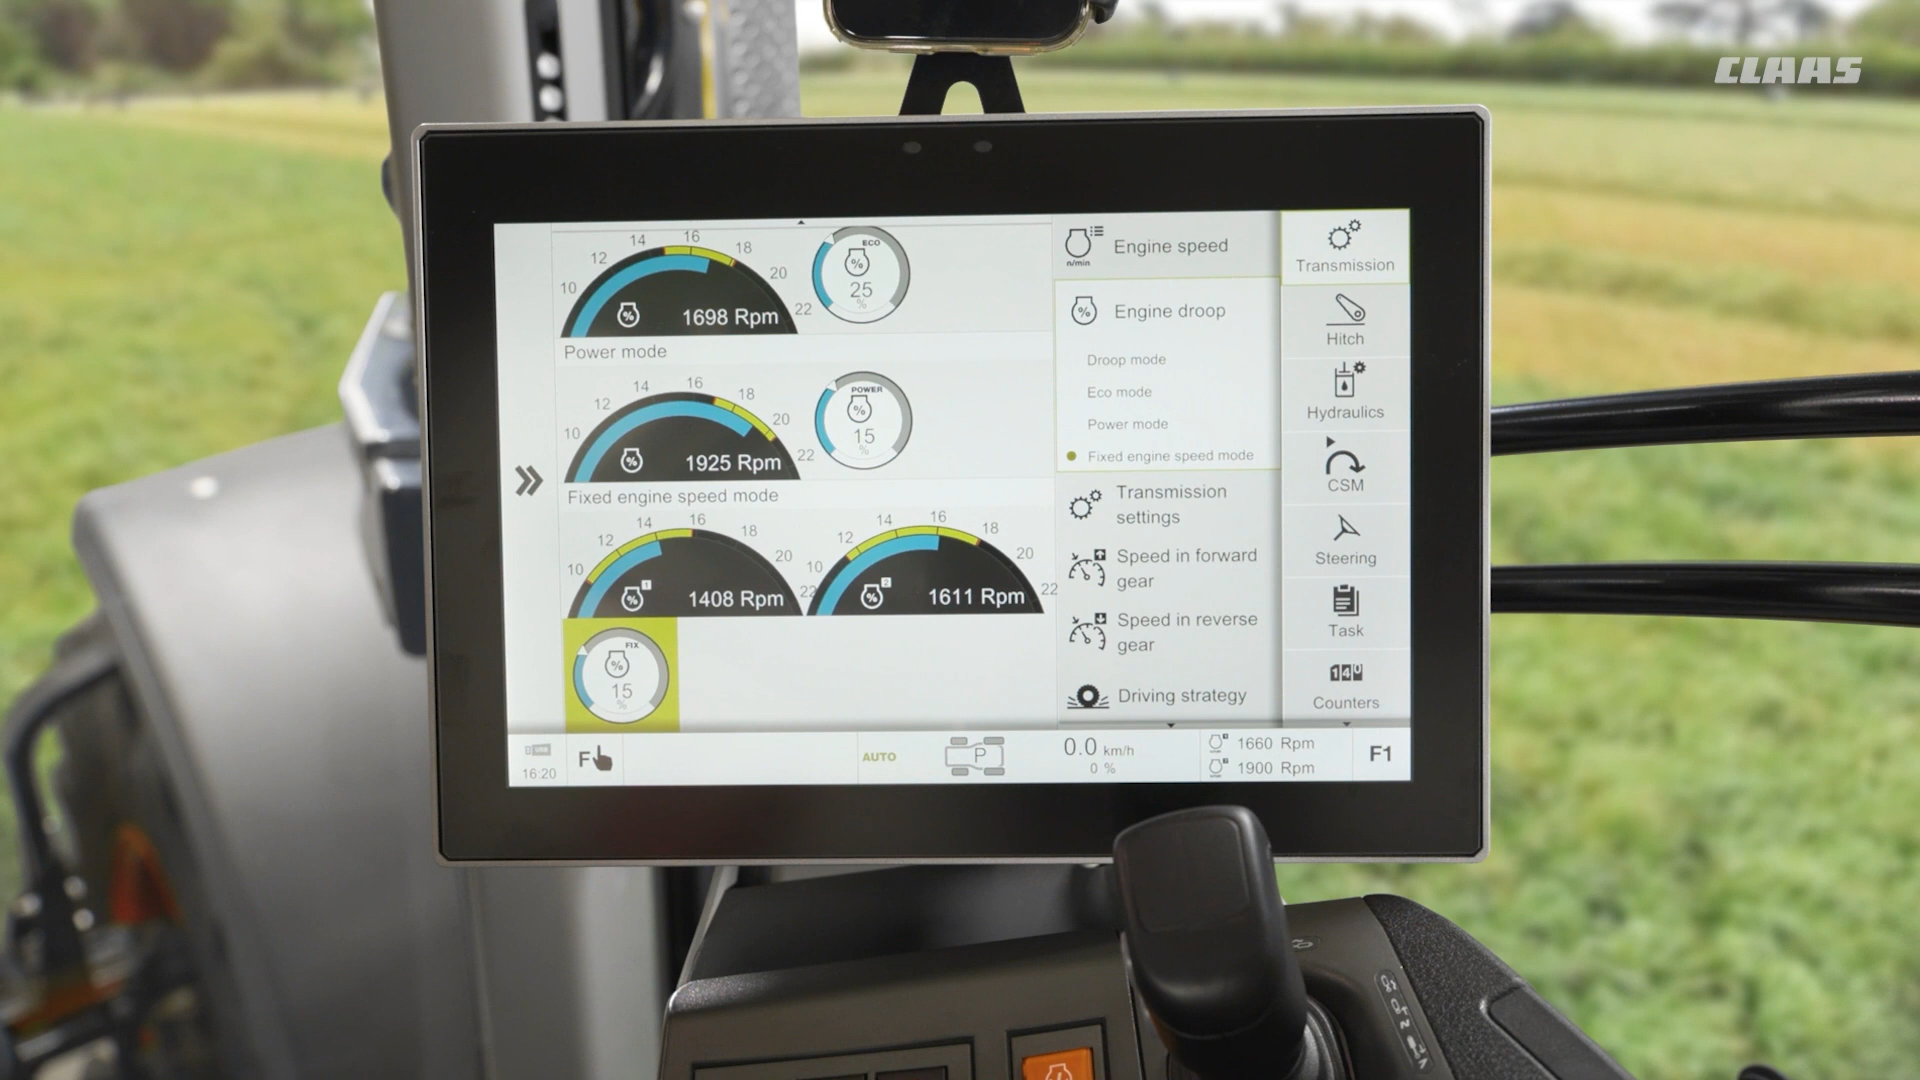 CLAAS
10 12 14 16 18 20 22
1698 Rpm
ECO
%
25
%
Power mode
10 12 14 16 18 20 22
%
1925 Rpm
POWER
%
15
%
Fixed engine speed mode
10 12 14 16 18 20 22
% 1
1408 Rpm
10 12 14 16 18 20 22
% 2
1611 Rpm
FIX
%
15
%
n/min
Engine speed
%
Engine droop
Droop mode
Eco mode
Power mode
Fixed engine speed mode
Transmission
settings
Speed in forward
gear
Speed in reverse
gear
Driving strategy
Transmission
Hitch
Hydraulics
CSM
Steering
Task
Counters
16:20
F
AUTO
P
0.0 km/h
0 %
1660 Rpm
1900 Rpm
F1